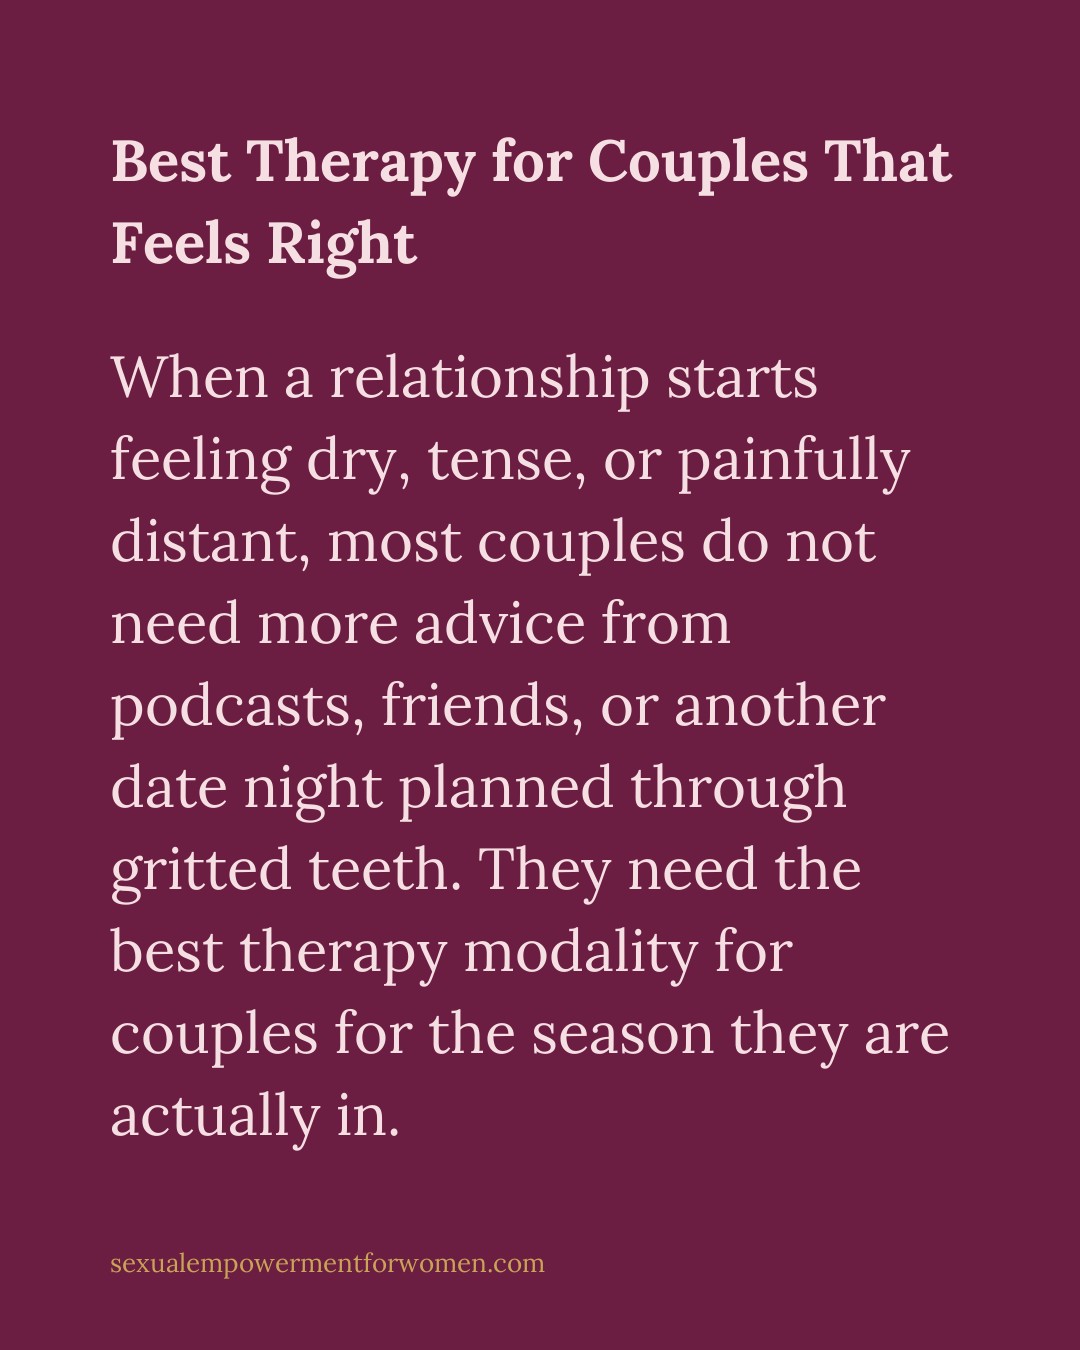 Best Therapy for Couples That
Feels Right
When a relationship starts
feeling dry, tense, or painfully
distant, most couples do not
need more advice from
podcasts, friends, or another
date night planned through
gritted teeth. They need the
best therapy modality for
couples for the season they are
actually in.
sexualempowermentforwomen.com